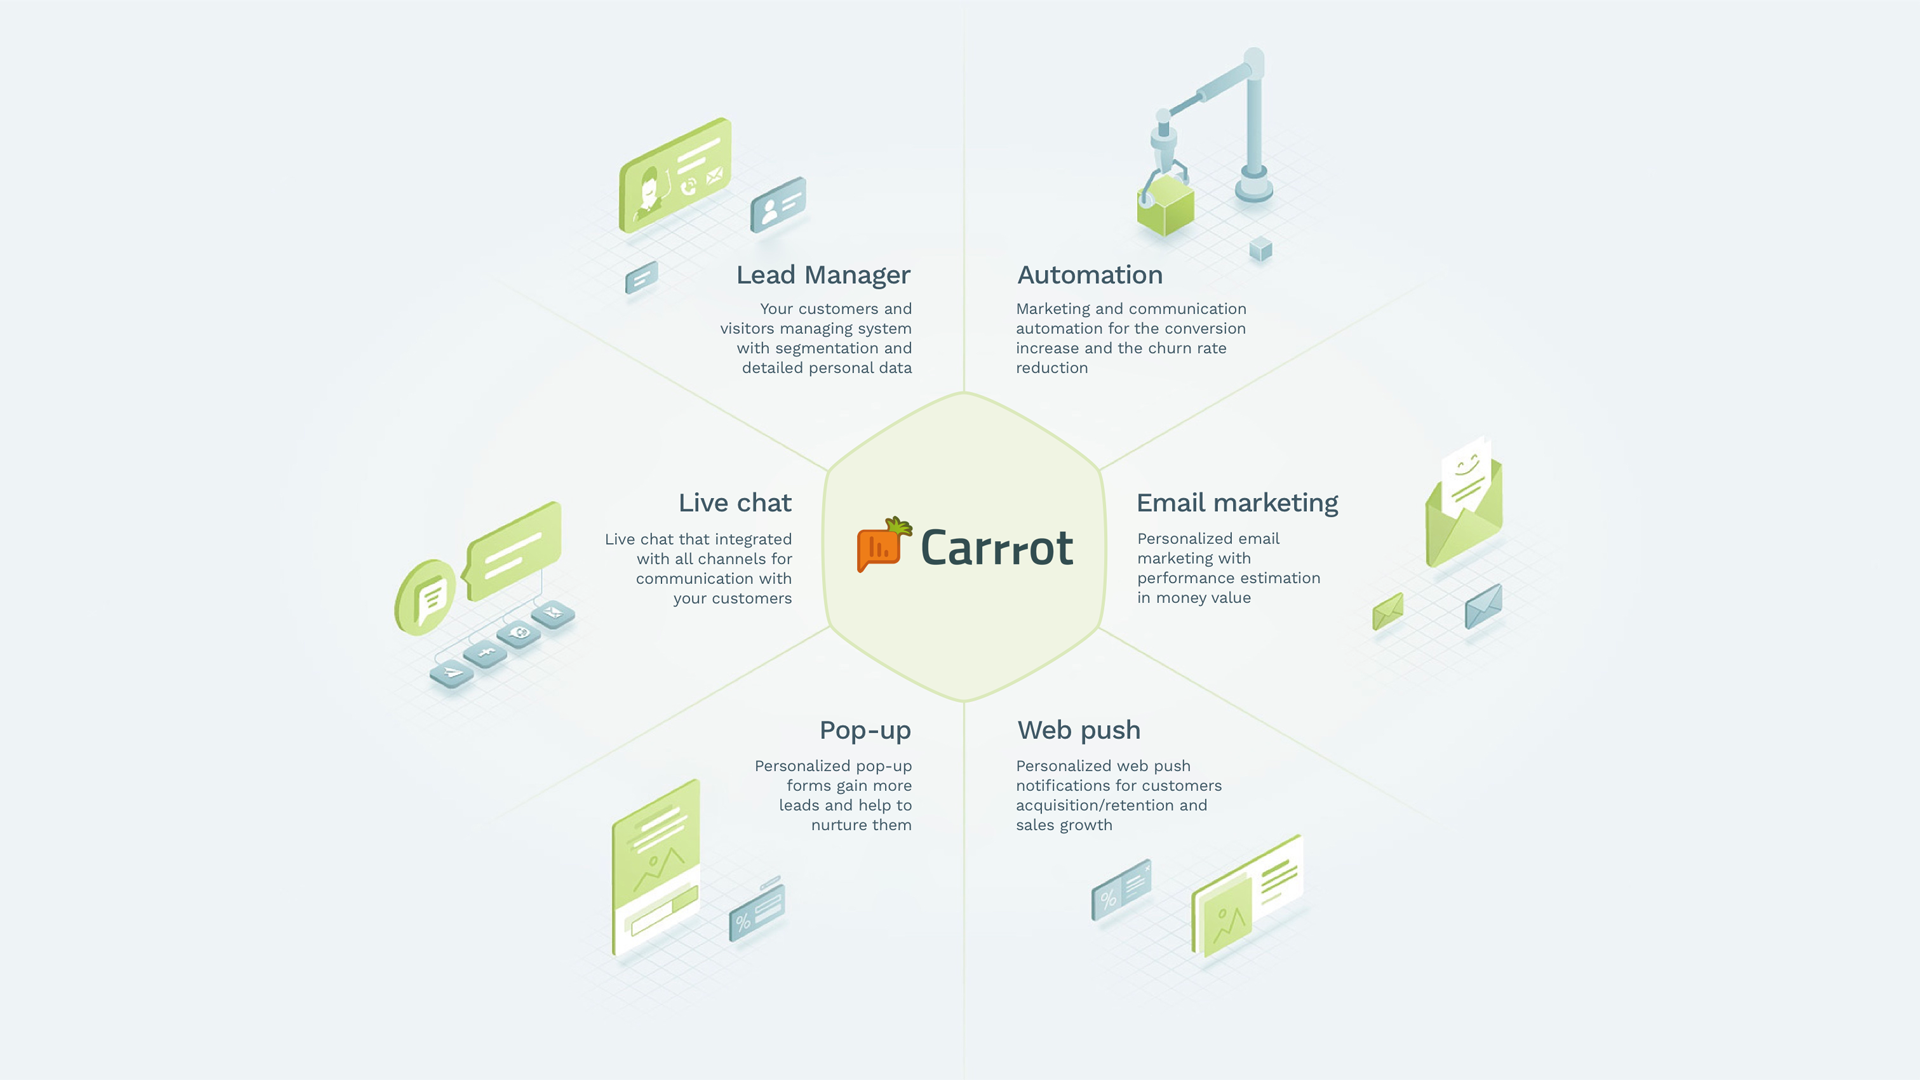 Lead Manager
Your customers and
visitors managing system
with segmentation and
detailed personal data
Automation
Marketing and communication
automation for the conversion
increase and the churn rate
reduction
Live chat
Live chat that integrated
with all channels for
communication with
your customers
Carrrot
Email marketing
Personalized email
marketing with
performance estimation
in money value
Pop-up
Personalized pop-up
forms gain more
leads and help to
nurture them
Web push
Personalized web push
notifications for customers
acquisition/retention and
sales growth
%
%